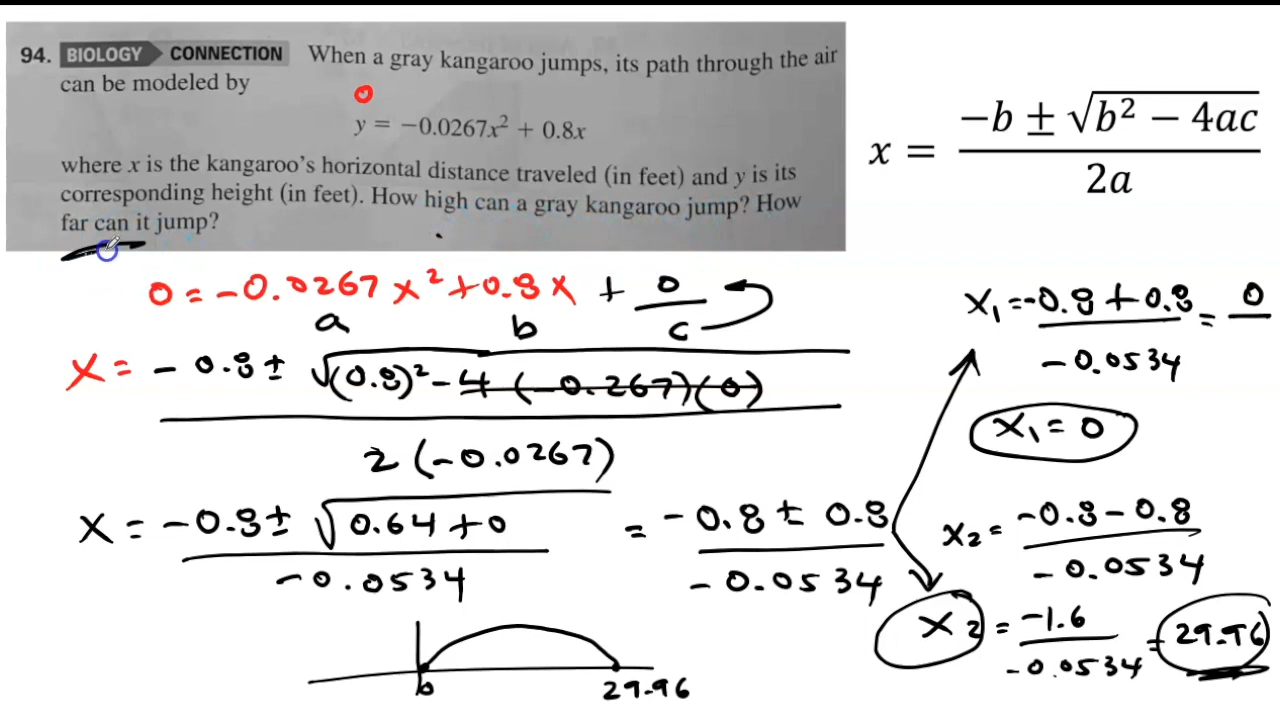 94. BIOLOGY CONNECTION When a gray kangaroo jumps, its path through the air
can be modeled by
0
y = −0.0267x² + 0.8x
where x is the kangaroo's horizontal distance traveled (in feet) and y is its
corresponding height (in feet). How high can a gray kangaroo jump? How
far can it jump?
x = (-b ± √(b² − 4ac)) / 2a
0 = -0.0267 x² + 0.8 x + 0
a b c
x = (-0.8 ± √((0.8)² - 4(-0.267)(0))) / 2(-0.0267)
x = (-0.8 ± √(0.64 + 0)) / -0.0534 = (-0.8 ± 0.8) / -0.0534
x₁ = (-0.8 + 0.8) / -0.0534 = 0
x₁ = 0
x₂ = (-0.8 - 0.8) / -0.0534
x₂ = -1.6 / -0.0534 = 29.96
0 29.96